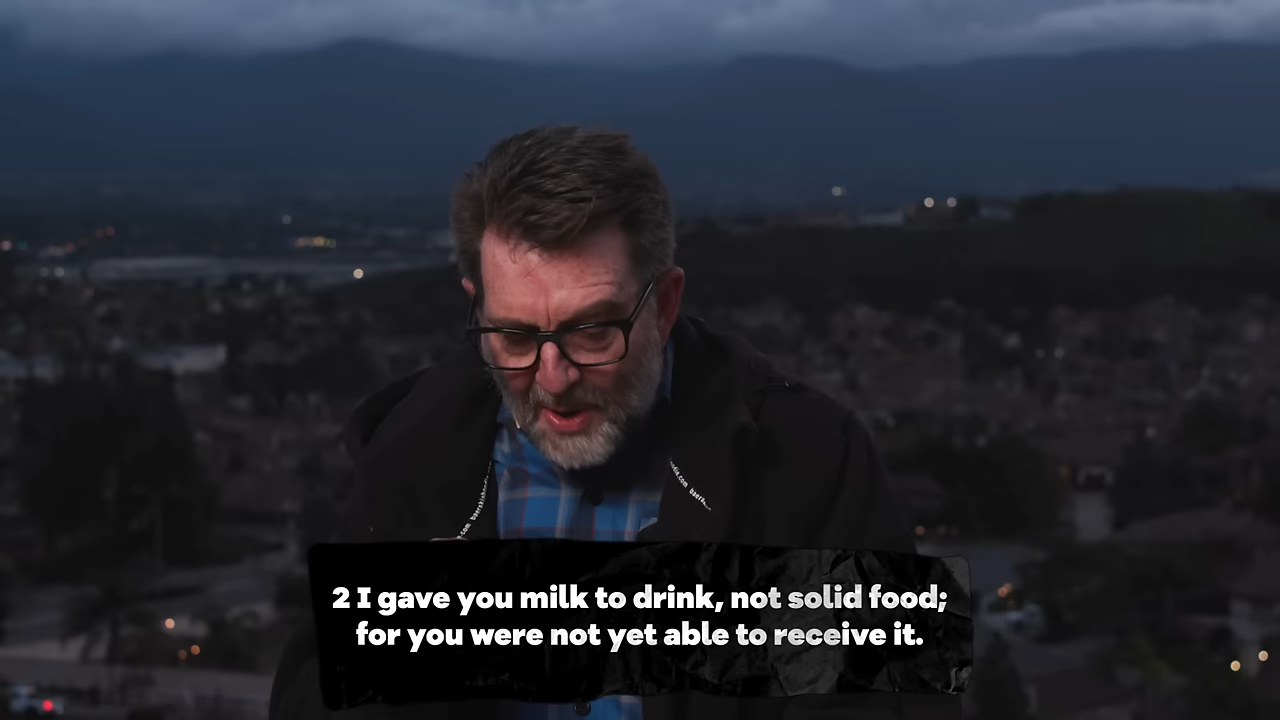 2 I gave you milk to drink, not solid food;
for you were not yet able to receive it.